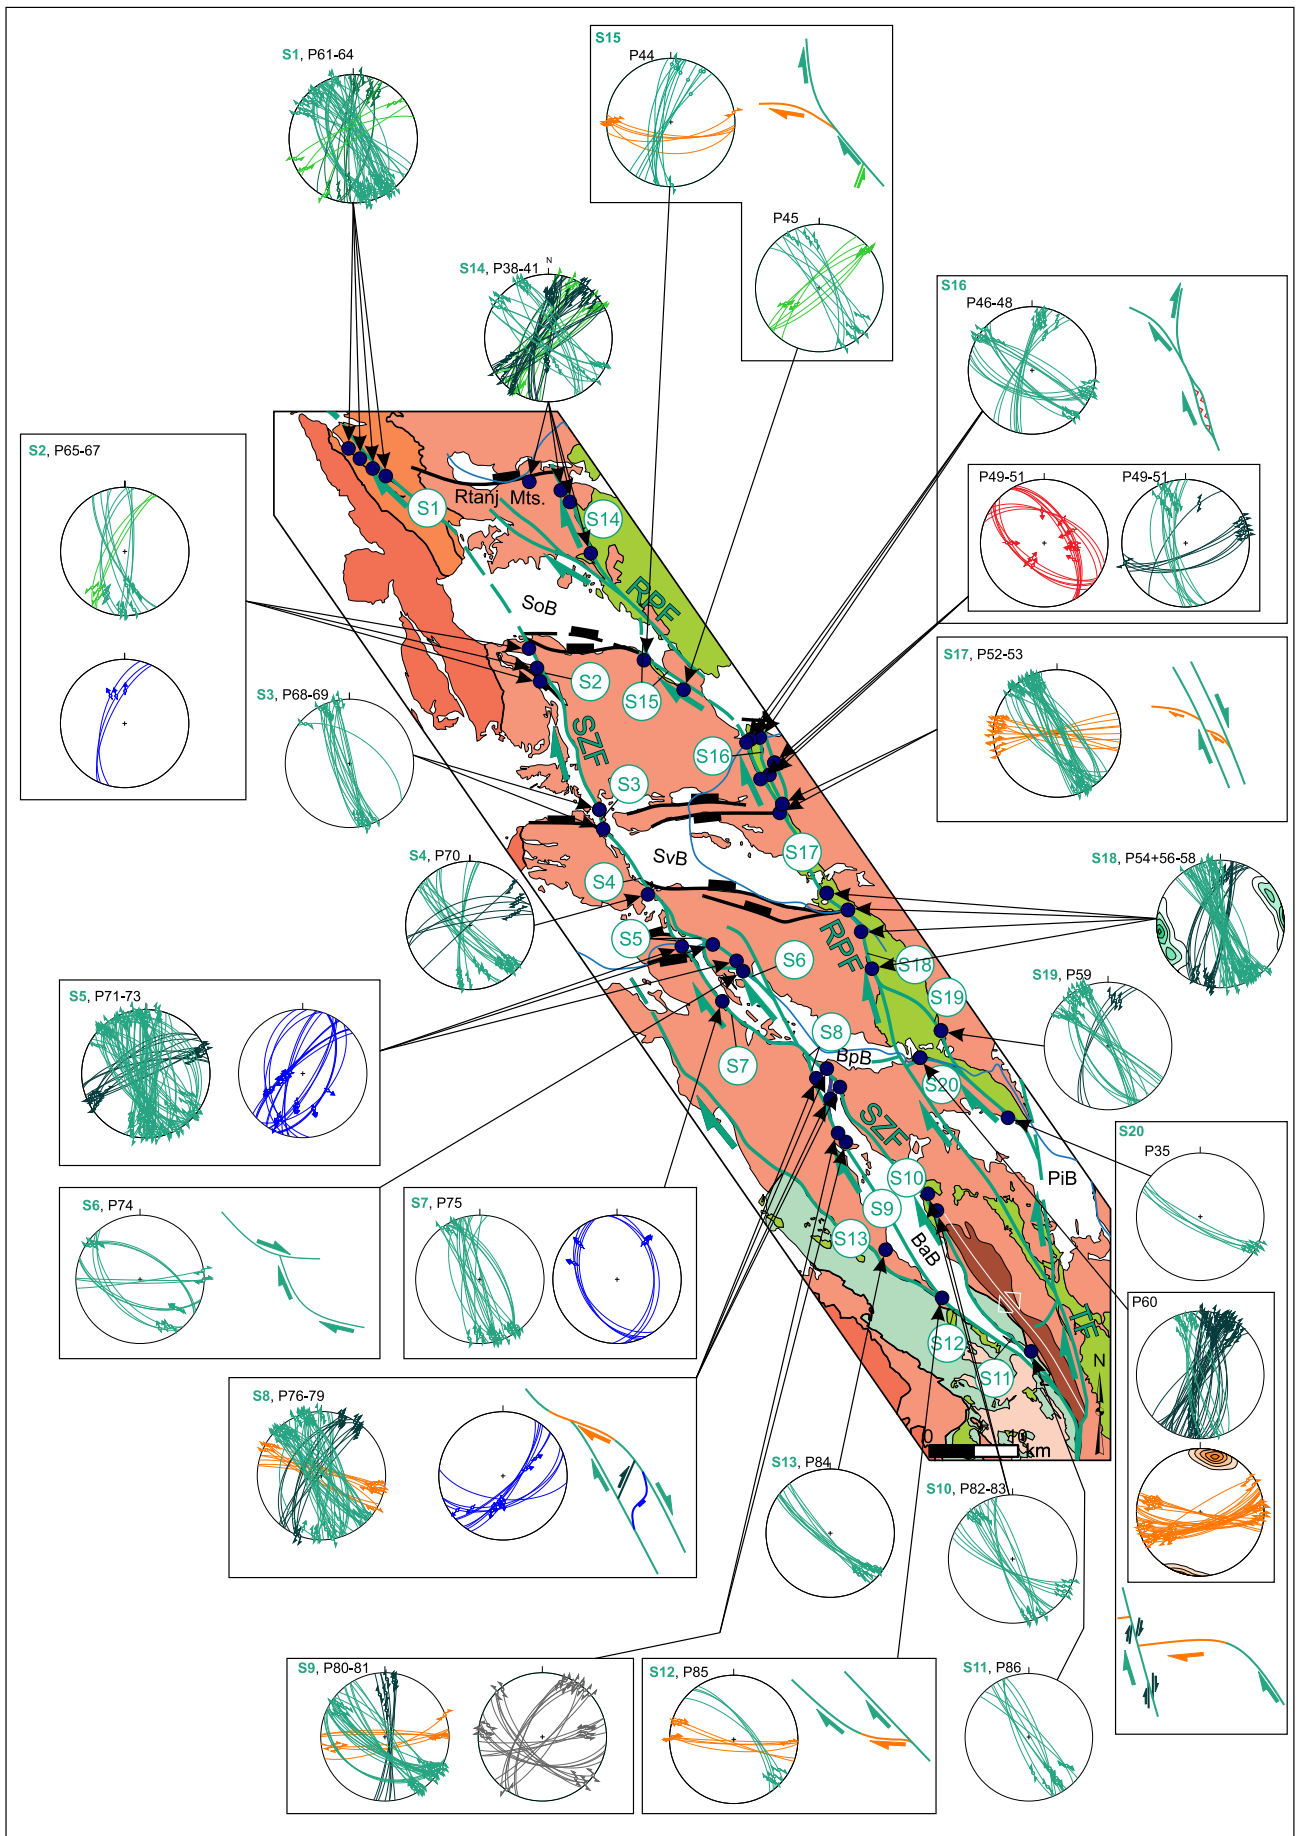 S15
P44
S1, P61-64
P45
S14, P38-41
N
S16
P46-48
P49-51
P49-51
S2, P65-67
S1
Rtanj Mts.
S14
RPF
SoB
S2
S15
S3, P68-69
SZF
S16
S17, P52-53
S3
S4, P70
SvB
S17
S4
S18, P54+56-58
S5
S6
RPF
S18
S19
S19, P59
S5, P71-73
S7
S8
BpB
S20
SZF
S20
P35
S6, P74
S7, P75
S10
S9
PiB
S13
BaB
P60
S12
TF
S11
N
S8, P76-79
0
10
km
S13, P84
S10, P82-83
S9, P80-81
S12, P85
S11, P86